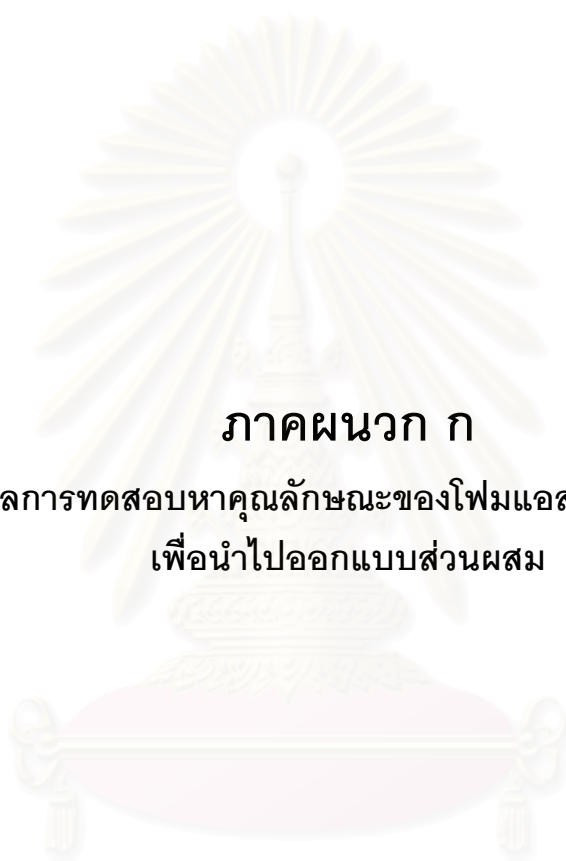 ภาคผนวก ก
ลการทดสอบหาคุณลักษณะของโฟมแอส
เพื่อนำไปออกแบบส่วนผสม